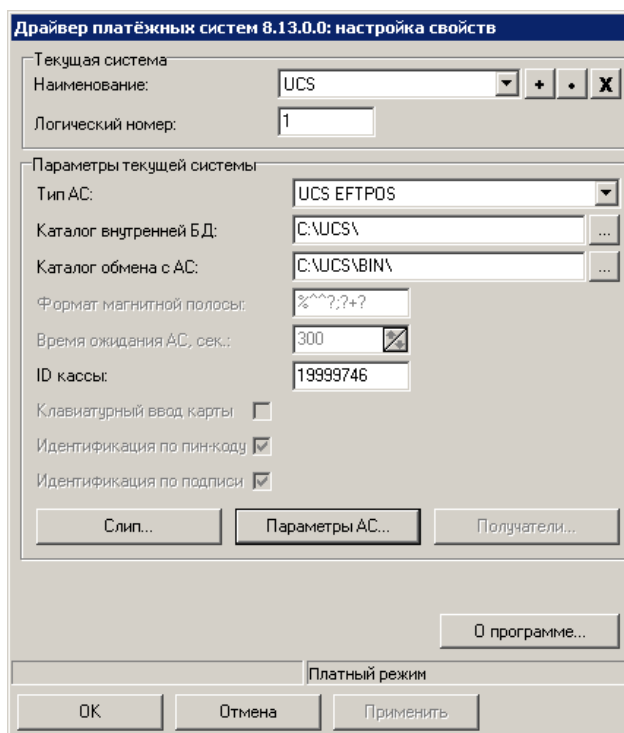 Драйвер платёжных систем 8.13.0.0: настройка свойств
Текущая система
Наименование: UCS + • X
Логический номер: 1
Параметры текущей системы
Тип АС: UCS EFTPOS
Каталог внутренней БД: C:\UCS\ ...
Каталог обмена с АС: C:\UCS\BIN\ ...
Формат магнитной полосы: %^^?;?+?
Время ожидания АС, сек.: 300
ID кассы: 19999746
Клавиатурный ввод карты
Идентификация по пин-коду
Идентификация по подписи
Слип... Параметры АС... Получатели...
О программе...
Платный режим
ОК Отмена Применить